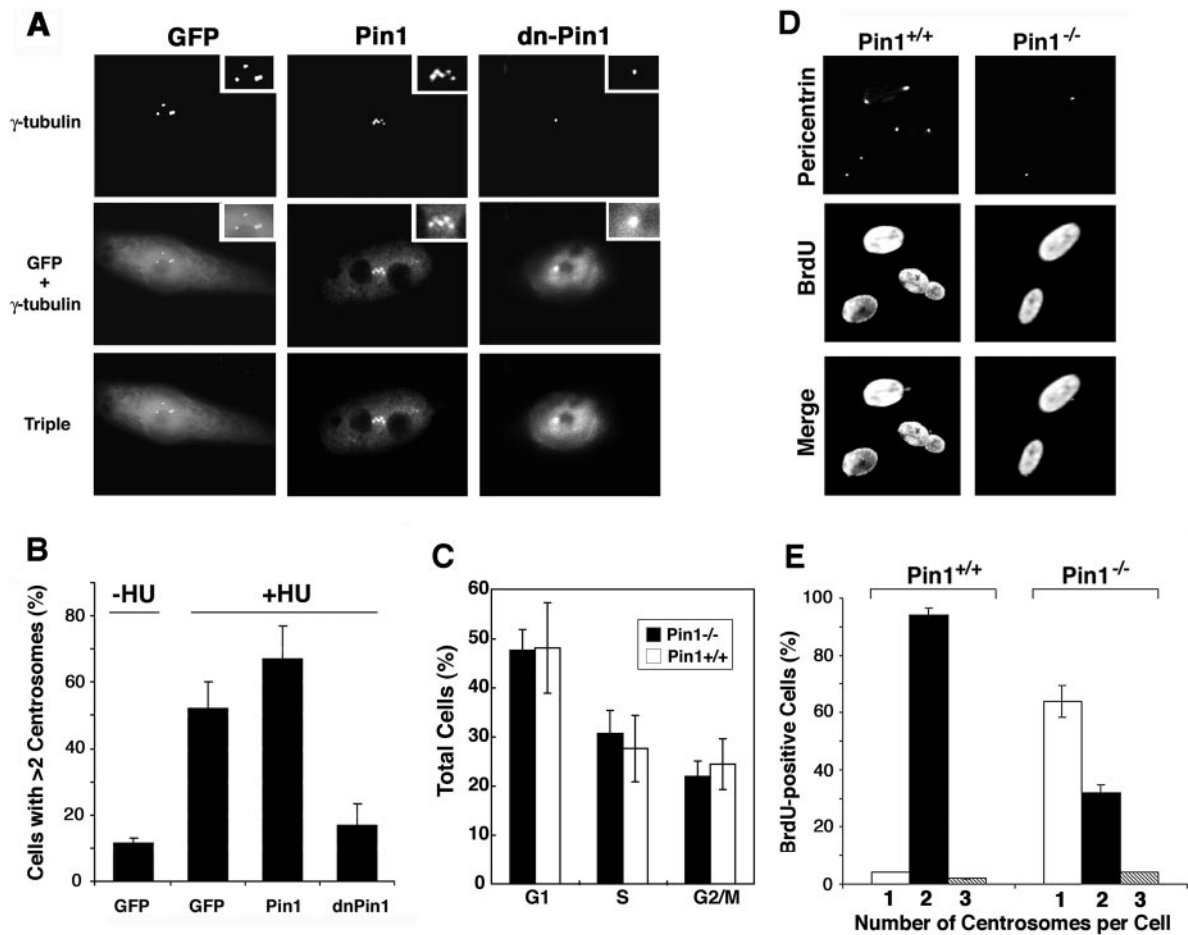 A
GFP Pin1 dn-Pin1
γ-tubulin
GFP
+
γ-tubulin
Triple
D
Pin1+/+ Pin1-/-
Pericentrin
BrdU
Merge
B
Cells with >2 Centrosomes (%)
80
60
40
20
0
-HU +HU
GFP GFP Pin1 dnPin1
C
Total Cells (%)
60
50
40
30
20
10
0
Pin1-/-
Pin1+/+
G1 S G2/M
E
Pin1+/+ Pin1-/-
BrdU-positive Cells (%)
100
80
60
40
20
0
1 2 3 1 2 3
Number of Centrosomes per Cell